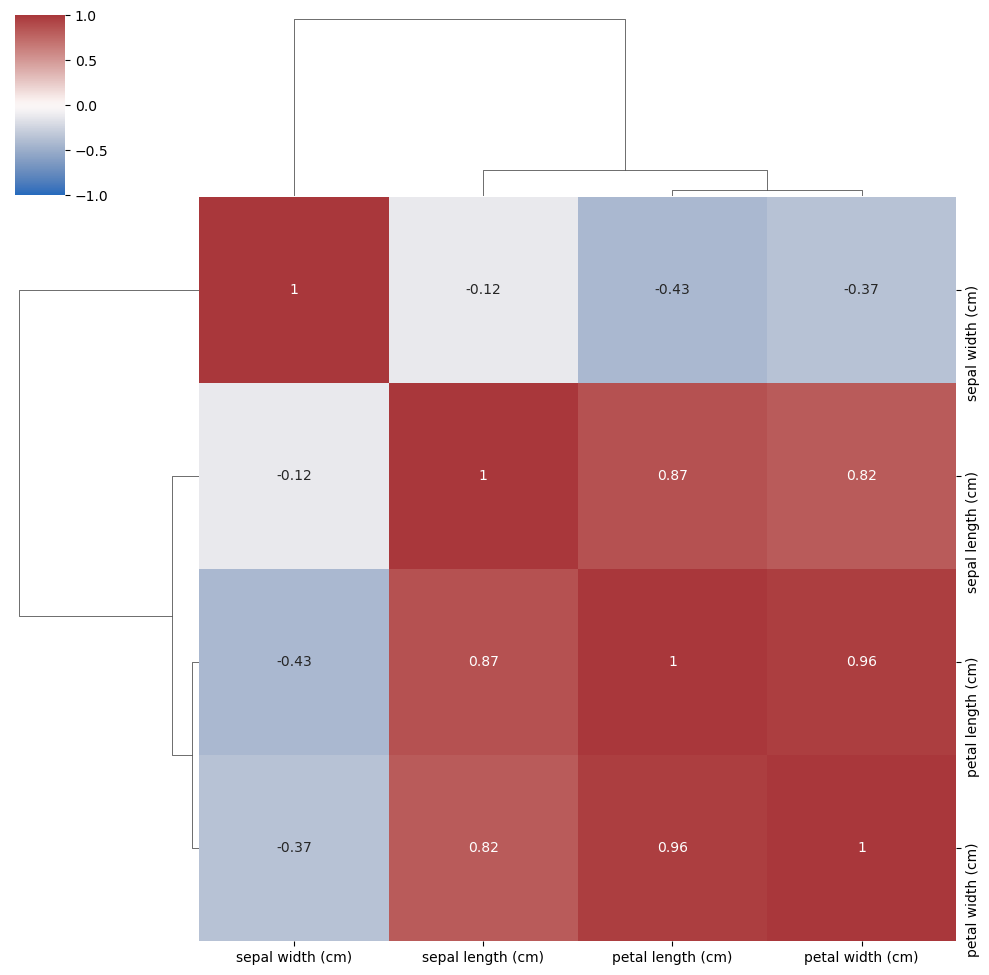 1.0
0.5
0.0
−0.5
−1.0
1 -0.12 -0.43 -0.37
sepal width (cm)
-0.12 1 0.87 0.82
sepal length (cm)
-0.43 0.87 1 0.96
petal length (cm)
-0.37 0.82 0.96 1
petal width (cm)
sepal width (cm) sepal length (cm) petal length (cm) petal width (cm)